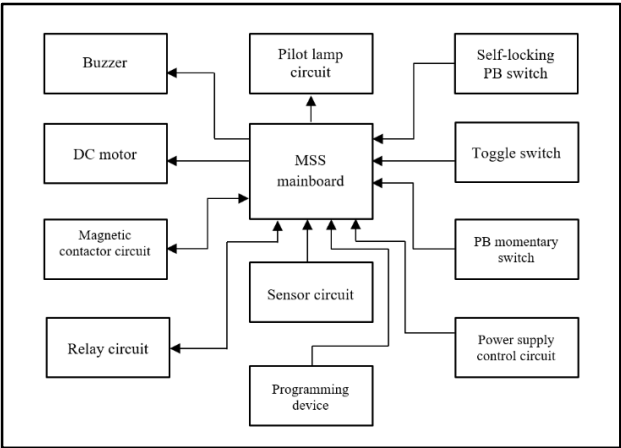 Buzzer
Pilot lamp
circuit
Self-locking
PB switch
DC motor
MSS
mainboard
Toggle switch
Magnetic
contactor circuit
PB momentary
switch
Sensor circuit
Relay circuit
Power supply
control circuit
Programming
device